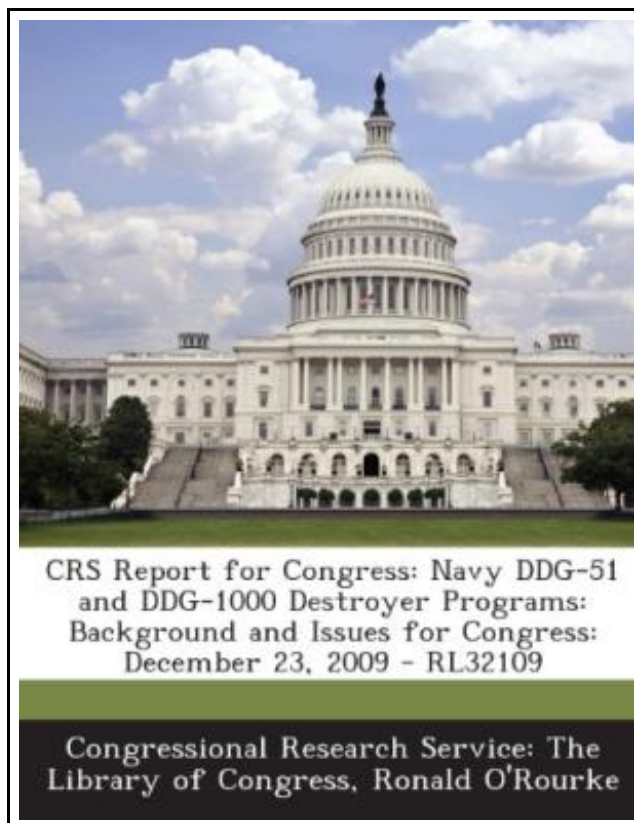 CRS Report for Congress: Navy DDG-51
and DDG-1000 Destroyer Programs:
Background and Issues for Congress:
December 23, 2009 - RL32109
Congressional Research Service: The
Library of Congress, Ronald O'Rourke